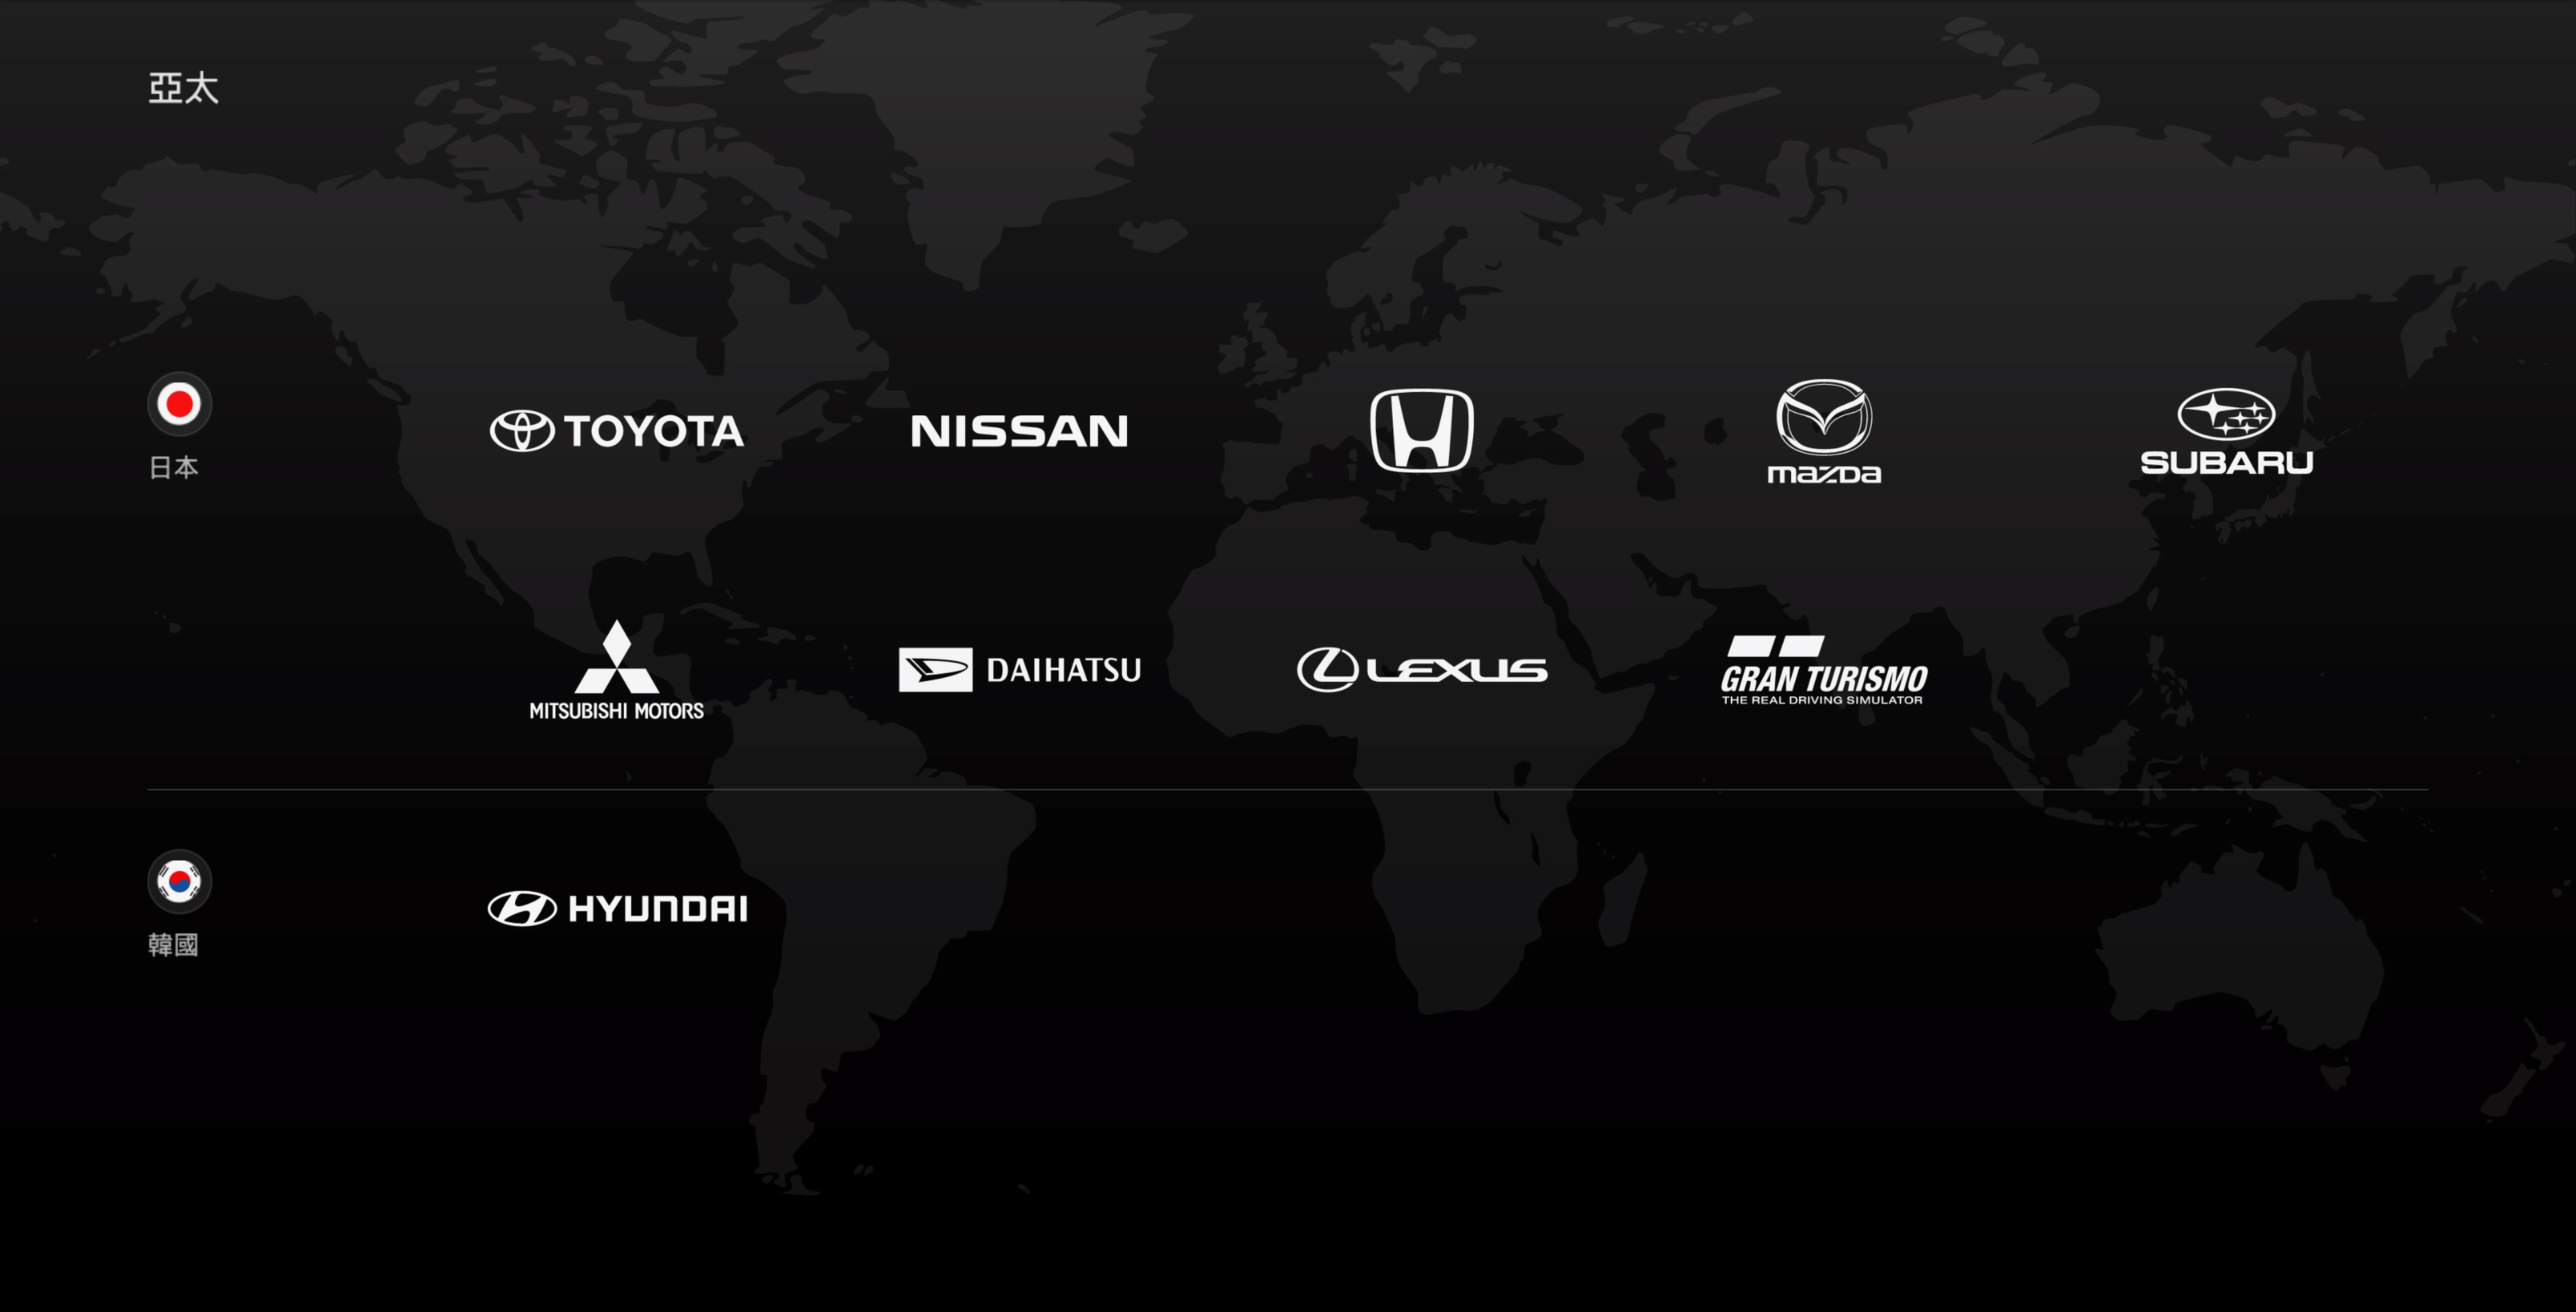 亞太
日本
TOYOTA
NISSAN
mazda
SUBARU
MITSUBISHI MOTORS
DAIHATSU
LEXUS
GRAN TURISMO
THE REAL DRIVING SIMULATOR
韓國
HYUNDAI